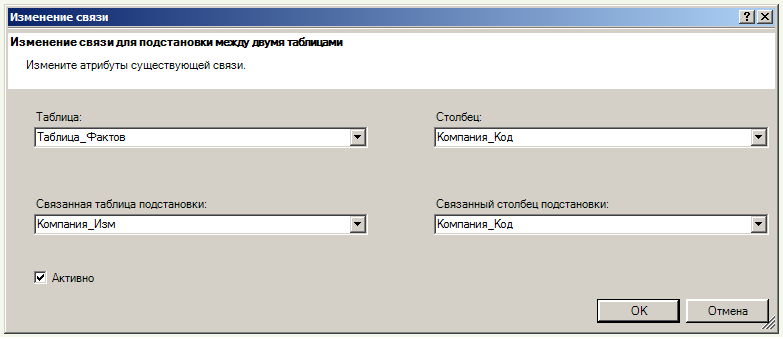 Изменение связи
Изменение связи для подстановки между двумя таблицами
Измените атрибуты существующей связи.
Таблица: Столбец:
Таблица_Фактов Компания_Код
Связанная таблица подстановки: Связанный столбец подстановки:
Компания_Изм Компания_Код
Активно
OK Отмена